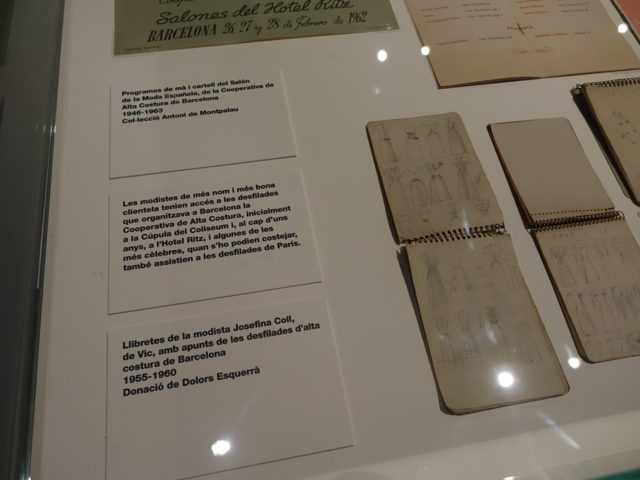 Salones del Hotel Ritz
BARCELONA 26, 27 y 28 de Febrero de 1962
Programes de mà i cartell del Salón
de la Moda Española, de la Cooperativa de
Alta Costura de Barcelona
1946-1963
Col·lecció Antoni de Montpalau
Les modistes de més nom i més bona
clientela tenien accés a les desfilades
que organitzava a Barcelona la
Cooperativa de Alta Costura, inicialment
a la Cúpula del Coliseum i, al cap d'uns
anys, a l'Hotel Ritz, i algunes de les
més cèlebres, quan s'ho podien costejar,
també assistien a les desfilades de París.
Llibretes de la modista Josefina Coll,
de Vic, amb apunts de les desfilades d'alta
costura de Barcelona
1955-1960
Donació de Dolors Esquerrà